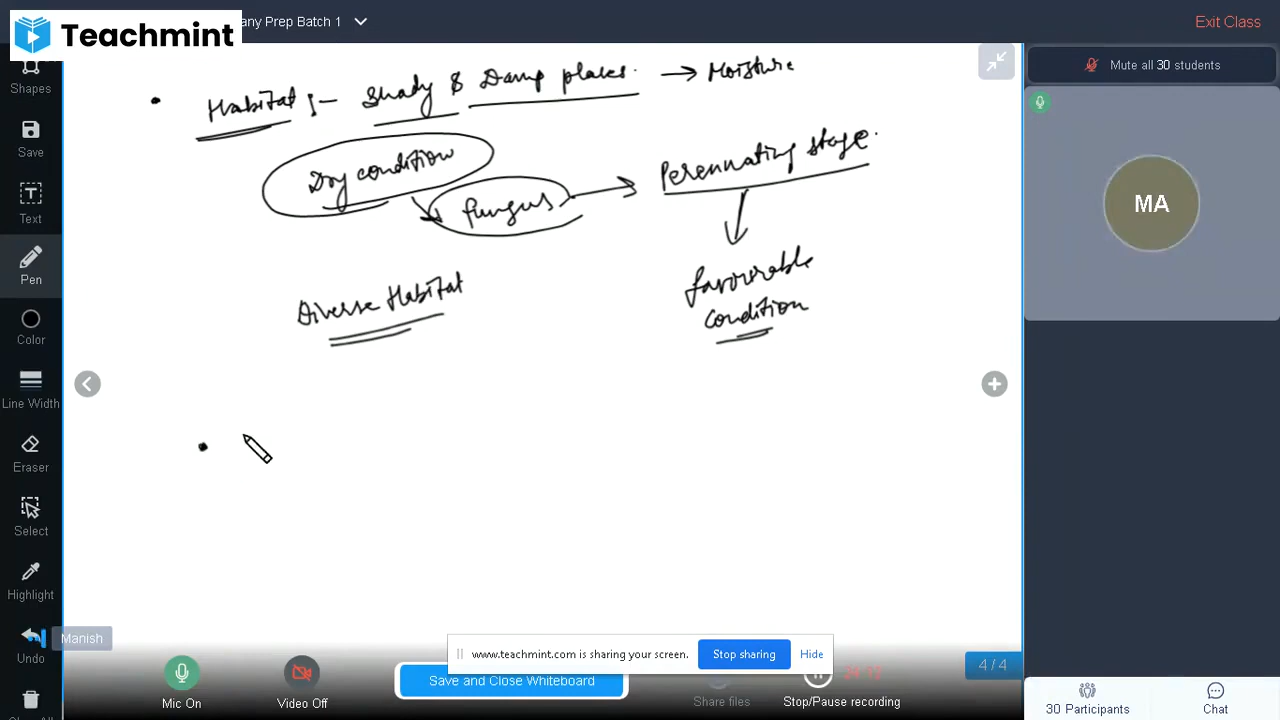 Teachmint
any Prep Batch 1
Exit Class
Mute all 30 students
MA
Shapes
Save
Text
Pen
Color
Line Width
Eraser
Select
Highlight
Undo
Manish
Habitat :- Shady & Damp places. → Moisture
Dry condition
fungus → Perennating stage.
favourable
condition
Diverse Habitat
www.teachmint.com is sharing your screen.
Stop sharing
Hide
4 / 4
Mic On
Video Off
Save and Close Whiteboard
Share files
Stop/Pause recording
30 Participants
Chat